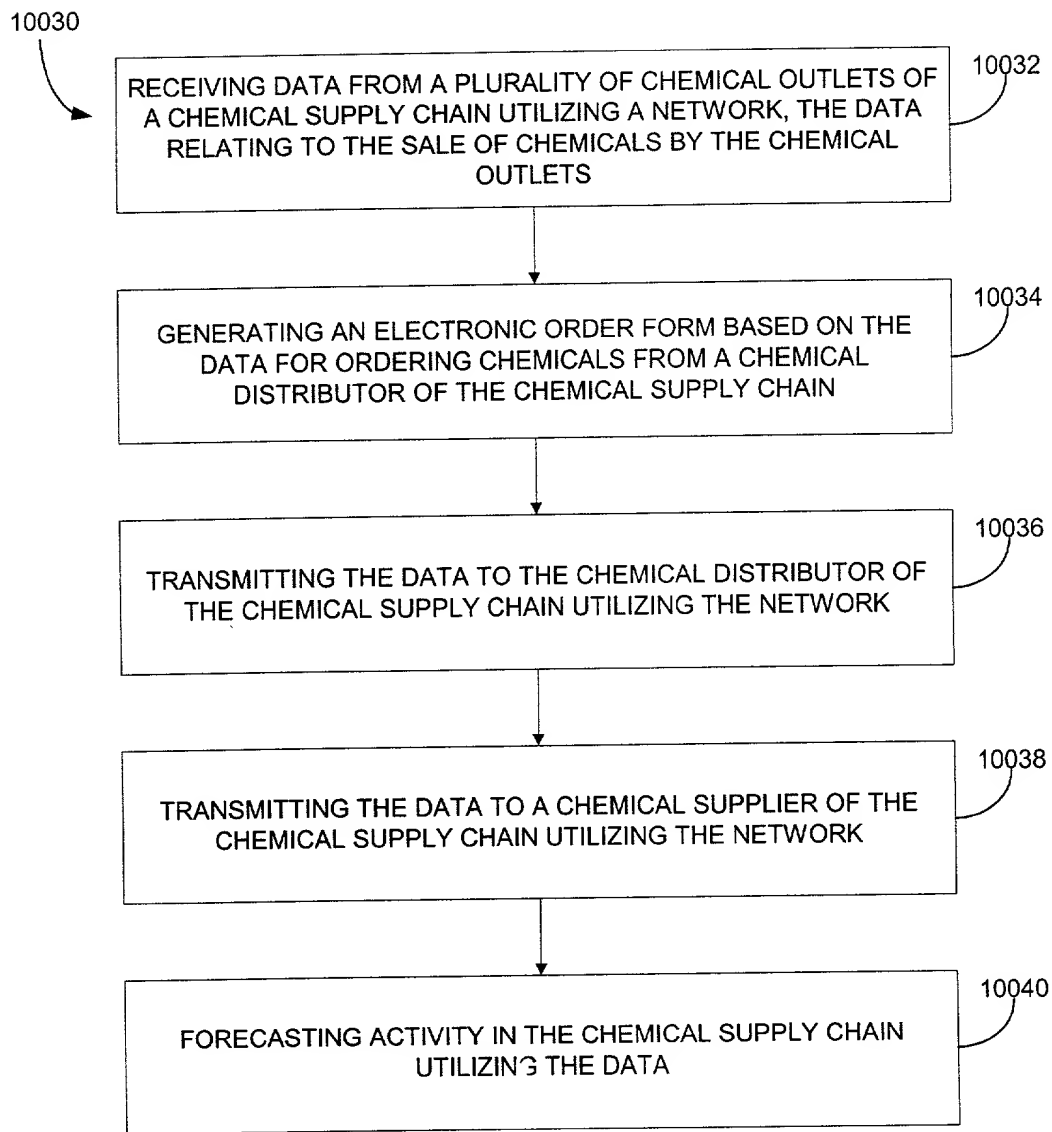 10030
RECEIVING DATA FROM A PLURALITY OF CHEMICAL OUTLETS OF
A CHEMICAL SUPPLY CHAIN UTILIZING A NETWORK, THE DATA
RELATING TO THE SALE OF CHEMICALS BY THE CHEMICAL
OUTLETS
10032
GENERATING AN ELECTRONIC ORDER FORM BASED ON THE
DATA FOR ORDERING CHEMICALS FROM A CHEMICAL
DISTRIBUTOR OF THE CHEMICAL SUPPLY CHAIN
10034
TRANSMITTING THE DATA TO THE CHEMICAL DISTRIBUTOR OF
THE CHEMICAL SUPPLY CHAIN UTILIZING THE NETWORK
10036
TRANSMITTING THE DATA TO A CHEMICAL SUPPLIER OF THE
CHEMICAL SUPPLY CHAIN UTILIZING THE NETWORK
10038
FORECASTING ACTIVITY IN THE CHEMICAL SUPPLY CHAIN
UTILIZING THE DATA
10040